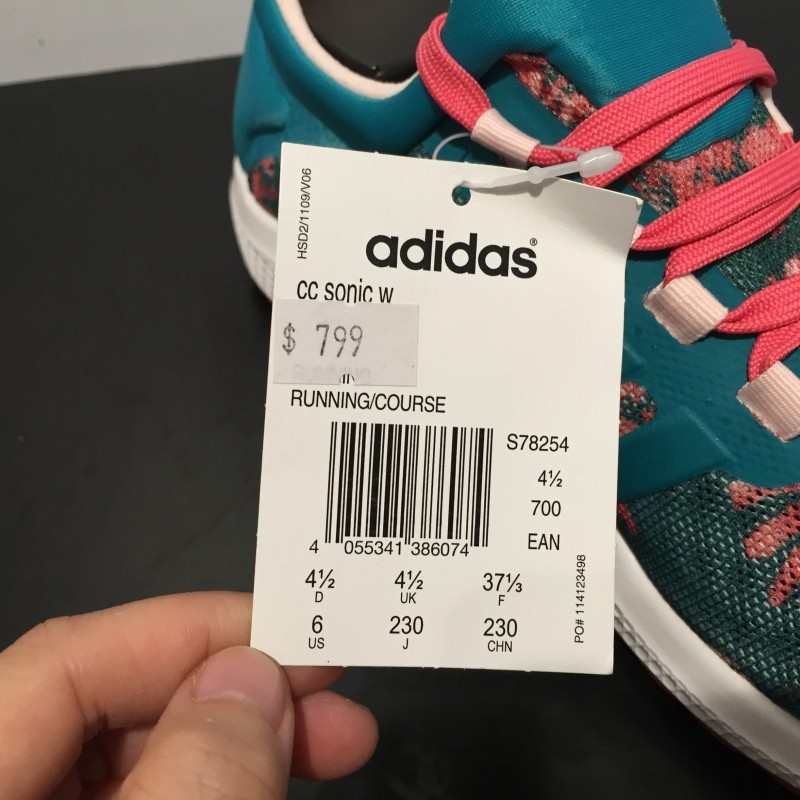 HSD2/1109/V06
adidas®
cc sonic w
$ 799
RUNNING/COURSE
S78254
4½
700
EAN
4 055341 386074
4½ 4½ 37⅓
D UK F
6 230 230
US J CHN
PO# 114123498